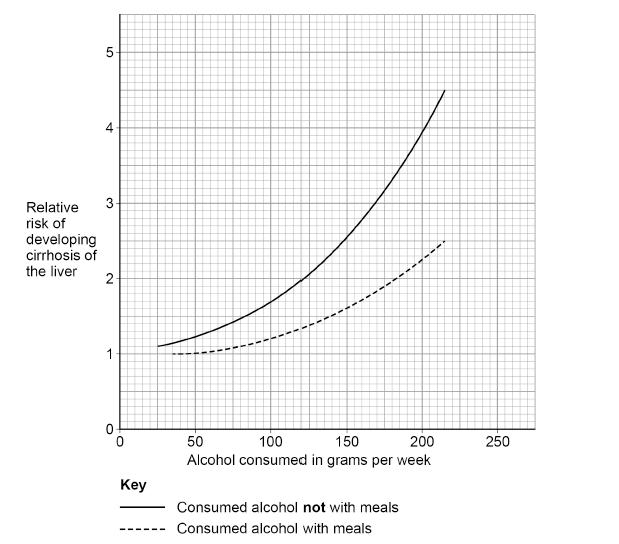 5
4
3
2
1
0
Relative
risk of
developing
cirrhosis of
the liver
0 50 100 150 200 250
Alcohol consumed in grams per week
Key
Consumed alcohol not with meals
Consumed alcohol with meals